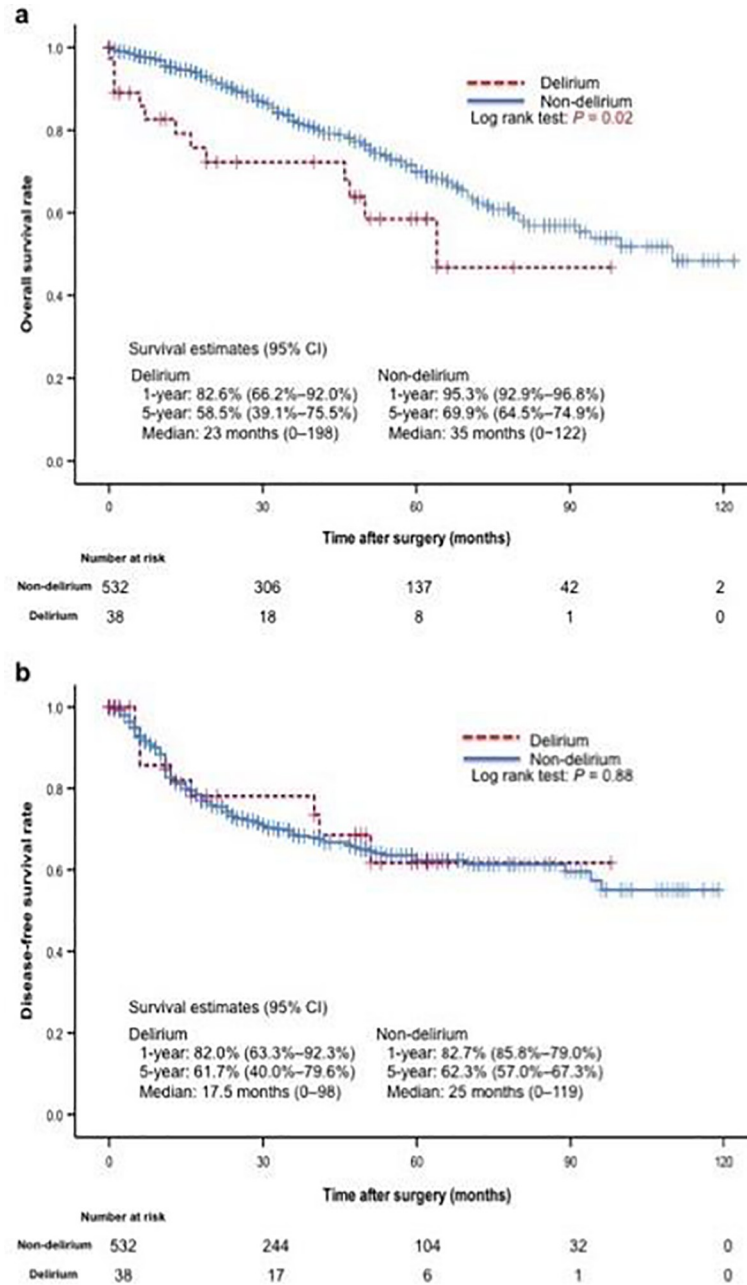 a
Overall survival rate
1.0
0.8
0.6
0.4
0.2
0.0
Delirium
Non-delirium
Log rank test: P = 0.02
Survival estimates (95% CI)
Delirium Non-delirium
1-year: 82.6% (66.2%–92.0%) 1-year: 95.3% (92.9%–96.8%)
5-year: 58.5% (39.1%–75.5%) 5-year: 69.9% (64.5%–74.9%)
Median: 23 months (0–198) Median: 35 months (0–122)
0 30 60 90 120
Time after surgery (months)
Number at risk
Non-delirium 532 306 137 42 2
Delirium 38 18 8 1 0
b
Disease-free survival rate
1.0
0.8
0.6
0.4
0.2
0.0
Delirium
Non-delirium
Log rank test: P = 0.88
Survival estimates (95% CI)
Delirium Non-delirium
1-year: 82.0% (63.3%–92.3%) 1-year: 82.7% (85.8%–79.0%)
5-year: 61.7% (40.0%–79.6%) 5-year: 62.3% (57.0%–67.3%)
Median: 17.5 months (0–98) Median: 25 months (0–119)
0 30 60 90 120
Time after surgery (months)
Number at risk
Non-delirium 532 244 104 32 0
Delirium 38 17 6 1 0